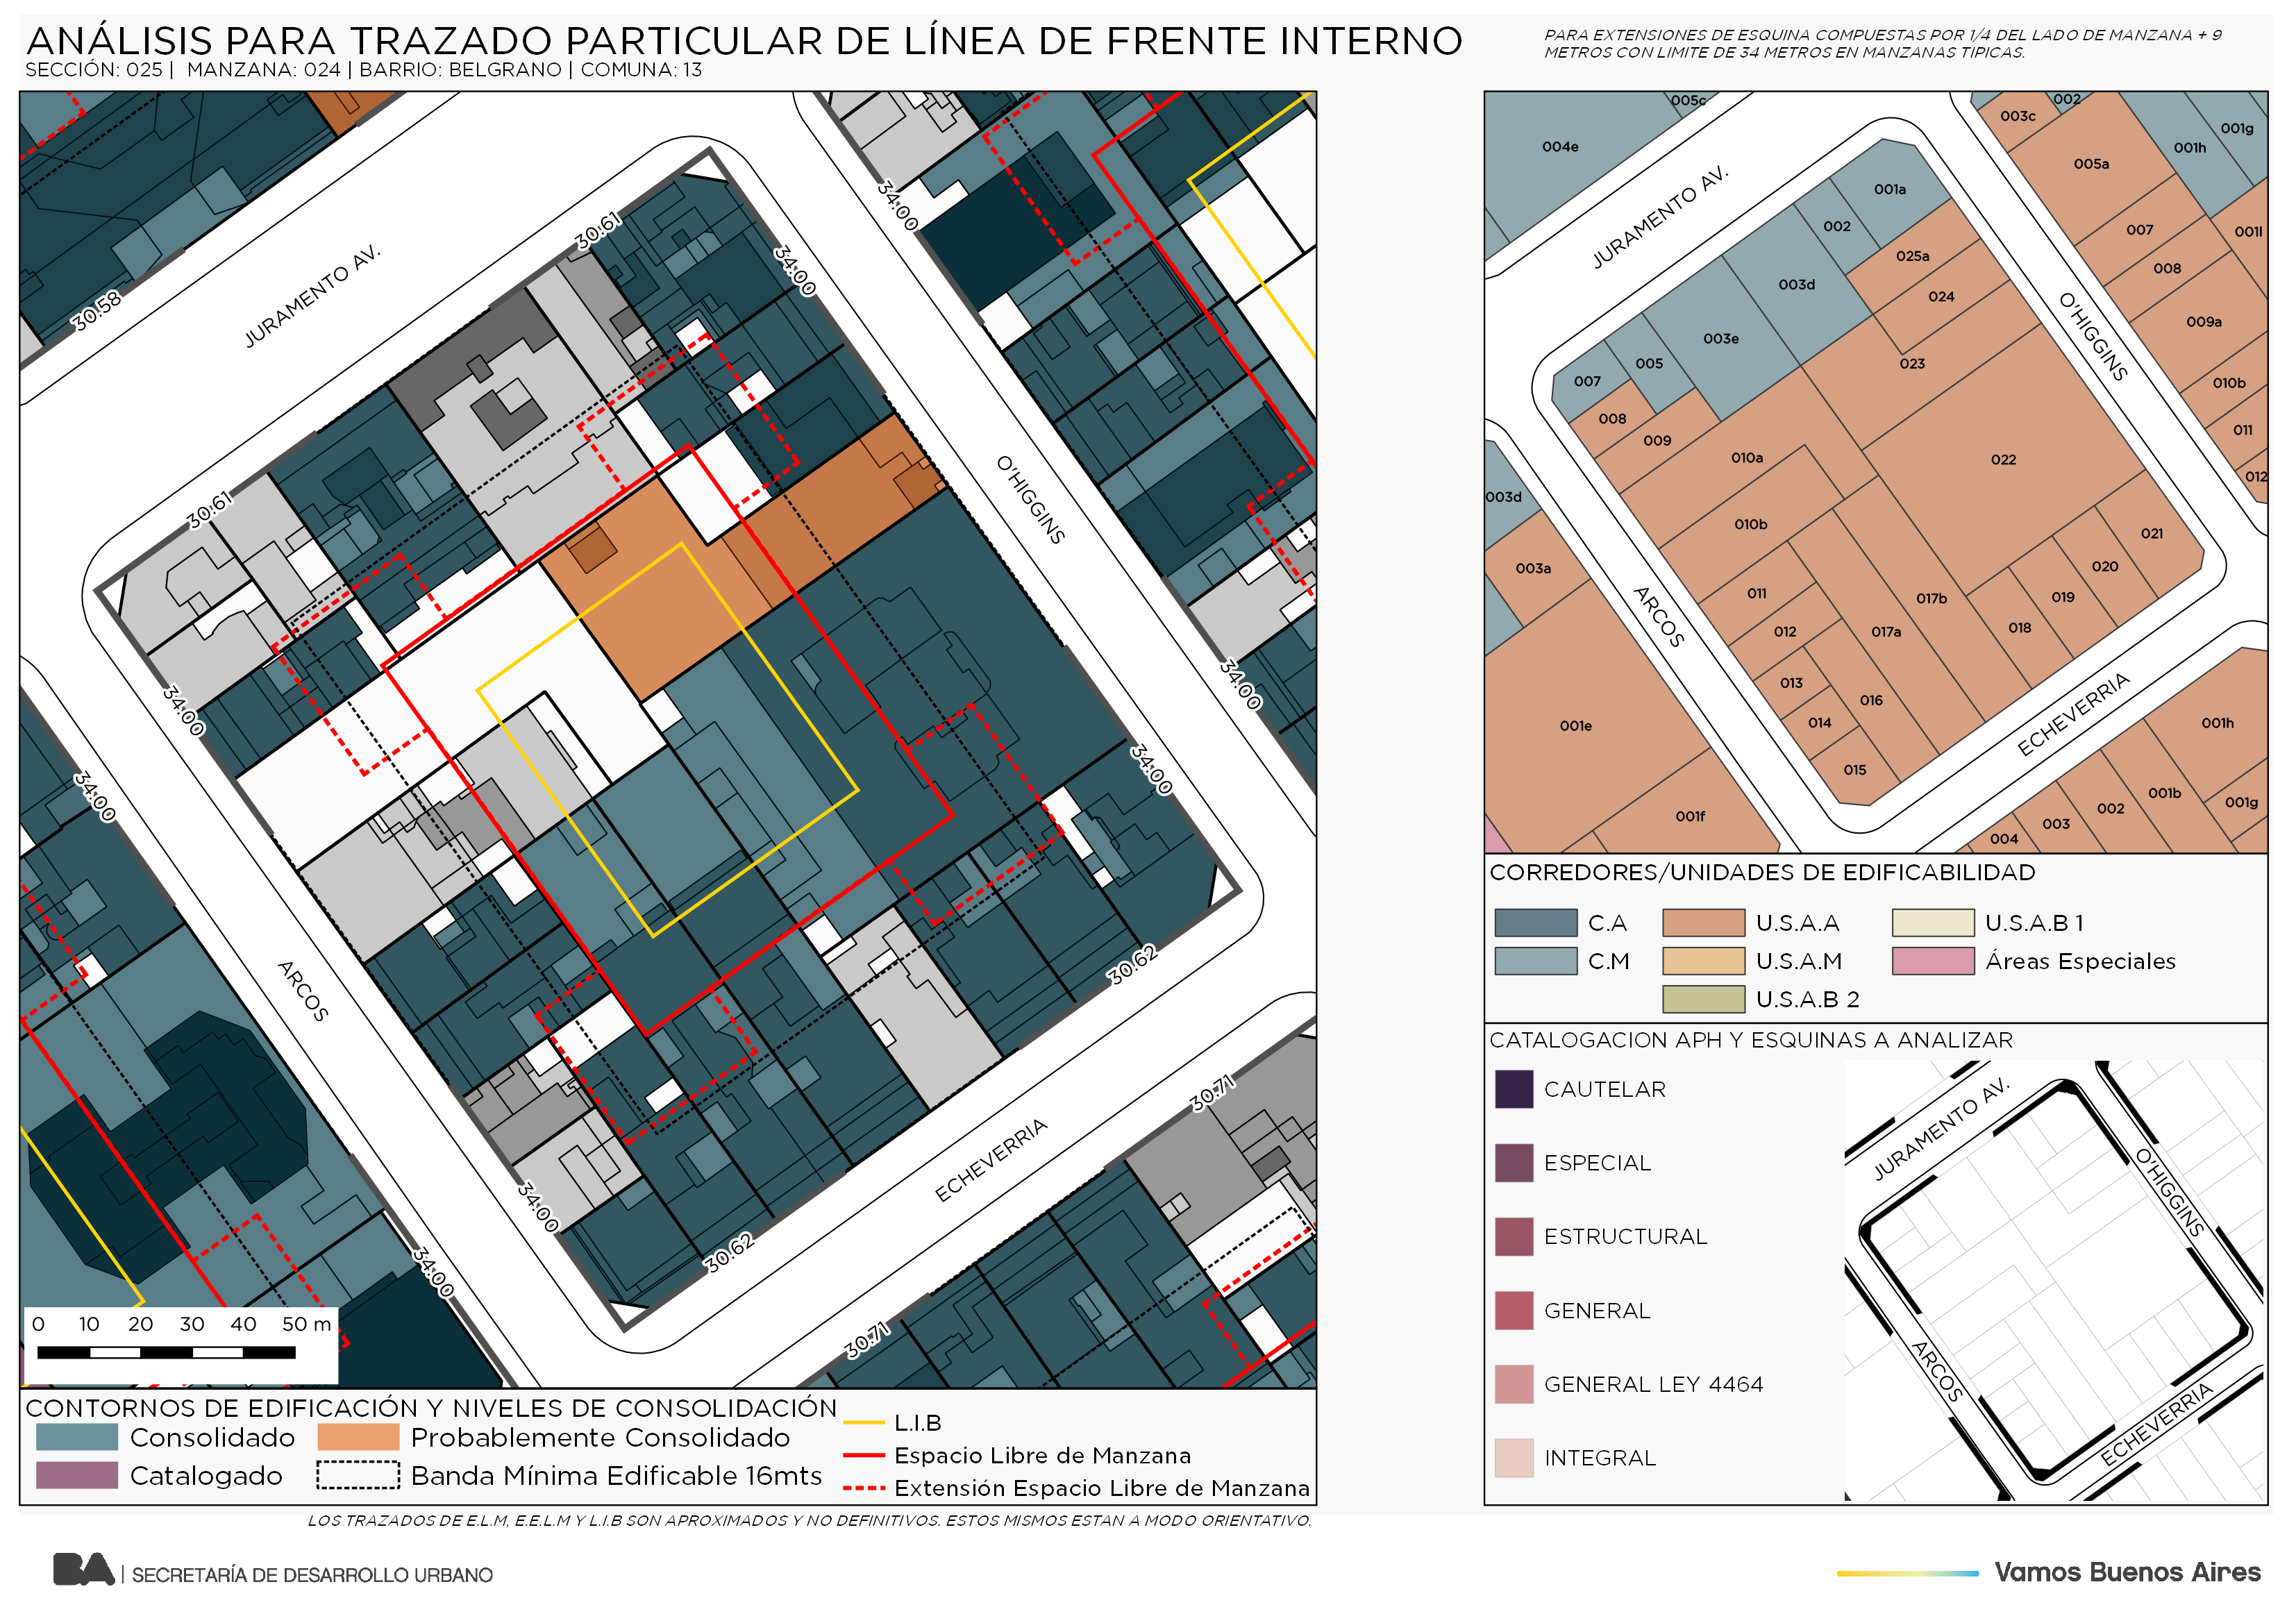 ANÁLISIS PARA TRAZADO PARTICULAR DE LÍNEA DE FRENTE INTERNO
SECCIÓN: 025 | MANZANA: 024 | BARRIO: BELGRANO | COMUNA: 13
PARA EXTENSIONES DE ESQUINA COMPUESTAS POR 1/4 DEL LADO DE MANZANA + 9
METROS CON LIMITE DE 34 METROS EN MANZANAS TIPICAS.
30.58
JURAMENTO AV.
30.61
34.00
34.00
30.61
O'HIGGINS
34.00
34.00
34.00
34.00
ARCOS
30.62
34.00
30.62
ECHEVERRIA
30.71
34.00
30.71
0 10 20 30 40 50 m
CONTORNOS DE EDIFICACIÓN Y NIVELES DE CONSOLIDACIÓN
Consolidado
Probablemente Consolidado
Catalogado
Banda Mínima Edificable 16mts
L.I.B
Espacio Libre de Manzana
Extensión Espacio Libre de Manzana
LOS TRAZADOS DE E.L.M, E.E.L.M Y L.I.B SON APROXIMADOS Y NO DEFINITIVOS. ESTOS MISMOS ESTAN A MODO ORIENTATIVO.
005c
004e
JURAMENTO AV.
003c
002
001g
001h
005a
001a
002
025a
003d
024
007
001l
008
009a
O'HIGGINS
003e
023
005
007
008
009
010a
022
010b
011
012
003d
010b
021
020
003a
011
017b
019
ARCOS
012
017a
018
013
016
014
001e
015
ECHEVERRIA
001h
001f
001b
002
001g
003
004
CORREDORES/UNIDADES DE EDIFICABILIDAD
C.A
U.S.A.A
U.S.A.B 1
C.M
U.S.A.M
Áreas Especiales
U.S.A.B 2
CATALOGACION APH Y ESQUINAS A ANALIZAR
CAUTELAR
ESPECIAL
ESTRUCTURAL
GENERAL
GENERAL LEY 4464
INTEGRAL
JURAMENTO AV.
O'HIGGINS
ARCOS
ECHEVERRIA
BA | SECRETARÍA DE DESARROLLO URBANO
Vamos Buenos Aires